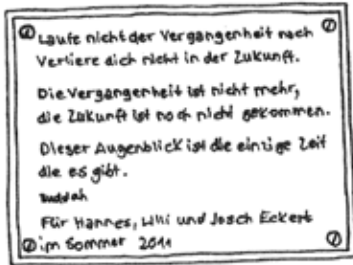 Laufe nicht der Vergangenheit nach
Verliere dich nicht in der Zukunft.
Die Vergangenheit ist nicht mehr,
die Zukunft ist noch nicht gekommen.
Dieser Augenblick ist die einzige Zeit
die es gibt.
Buddah
Für Hannes, Willi und Josch Eckert
im Sommer 2011